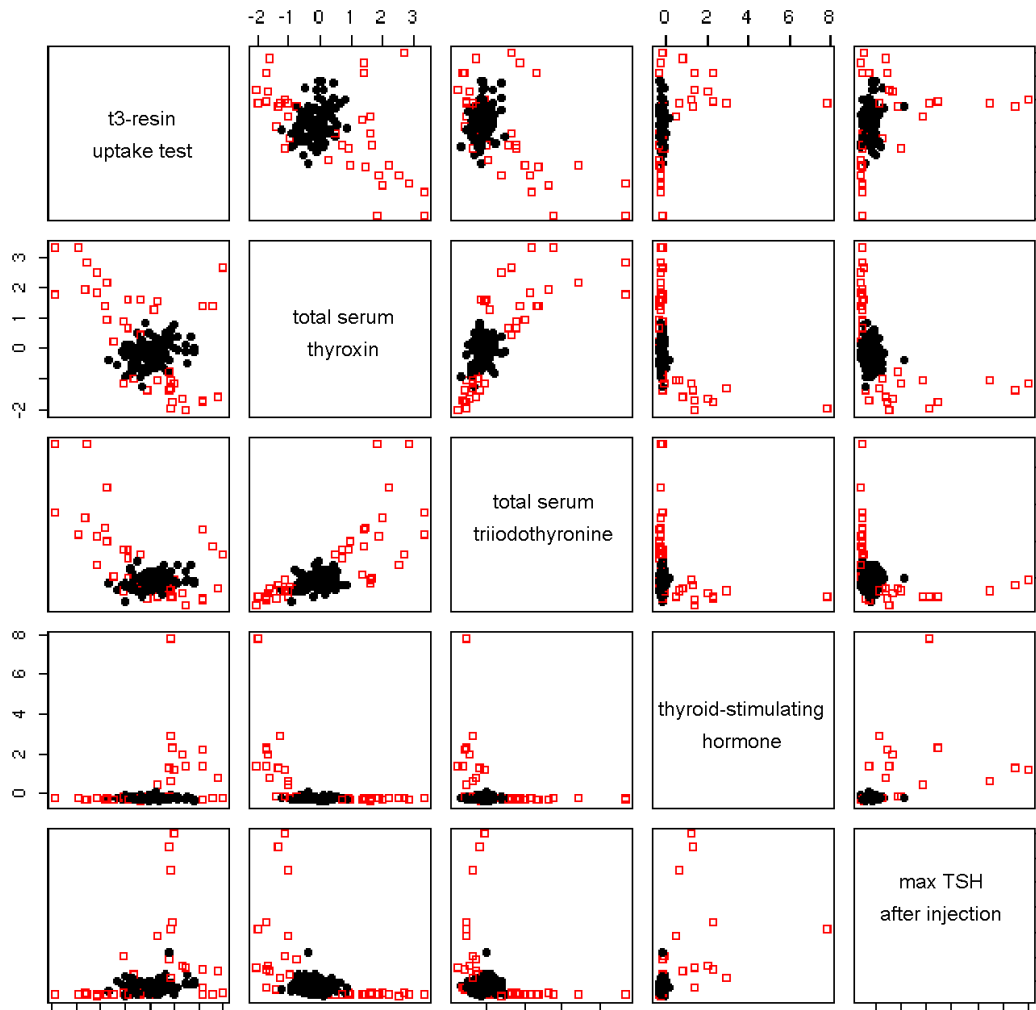 -2 -1 0 1 2 3 0 2 4 6 8
t3-resin
uptake test
3
2
1
0
-2
total serum
thyroxin
total serum
triiodothyronine
8
6
4
2
0
thyroid-stimulating
hormone
max TSH
after injection